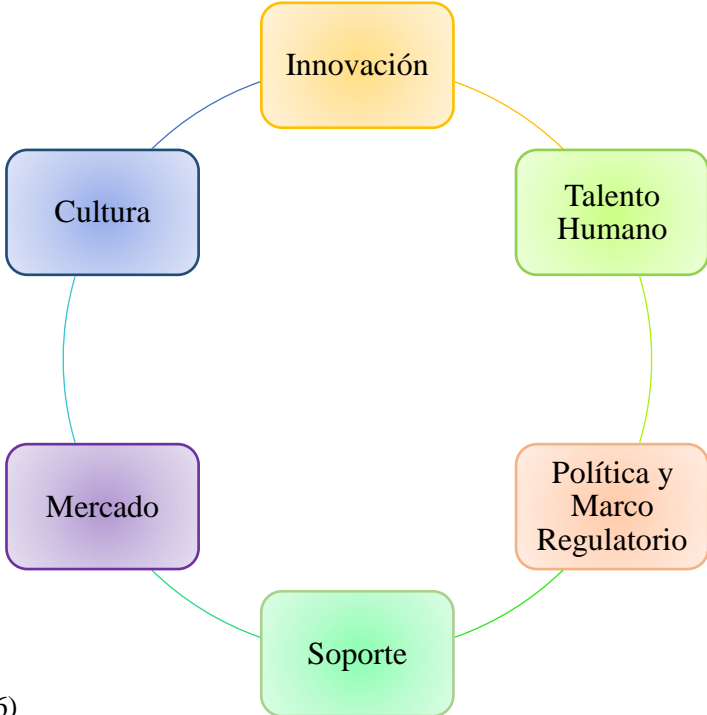 Innovación
Talento
Humano
Política y
Marco
Regulatorio
Soporte
Mercado
Cultura